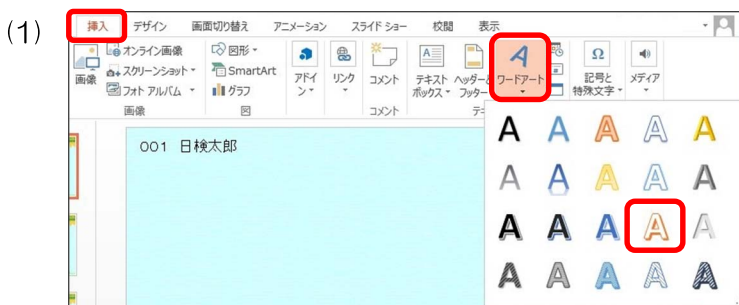 (1)
挿入 デザイン 画面切り替え アニメーション スライド ショー 校閲 表示
オンライン画像
スクリーンショット
フォト アルバム
画像
図形
SmartArt
グラフ
アドイン
リンク
コメント
テキストボックス
ヘッダーと
フッター
ワードアート
Ω
記号と
特殊文字
メディア
画像 図 コメント テキ
001 日検太郎
A A A A A
A A A A A
A A A A A
A A A A A